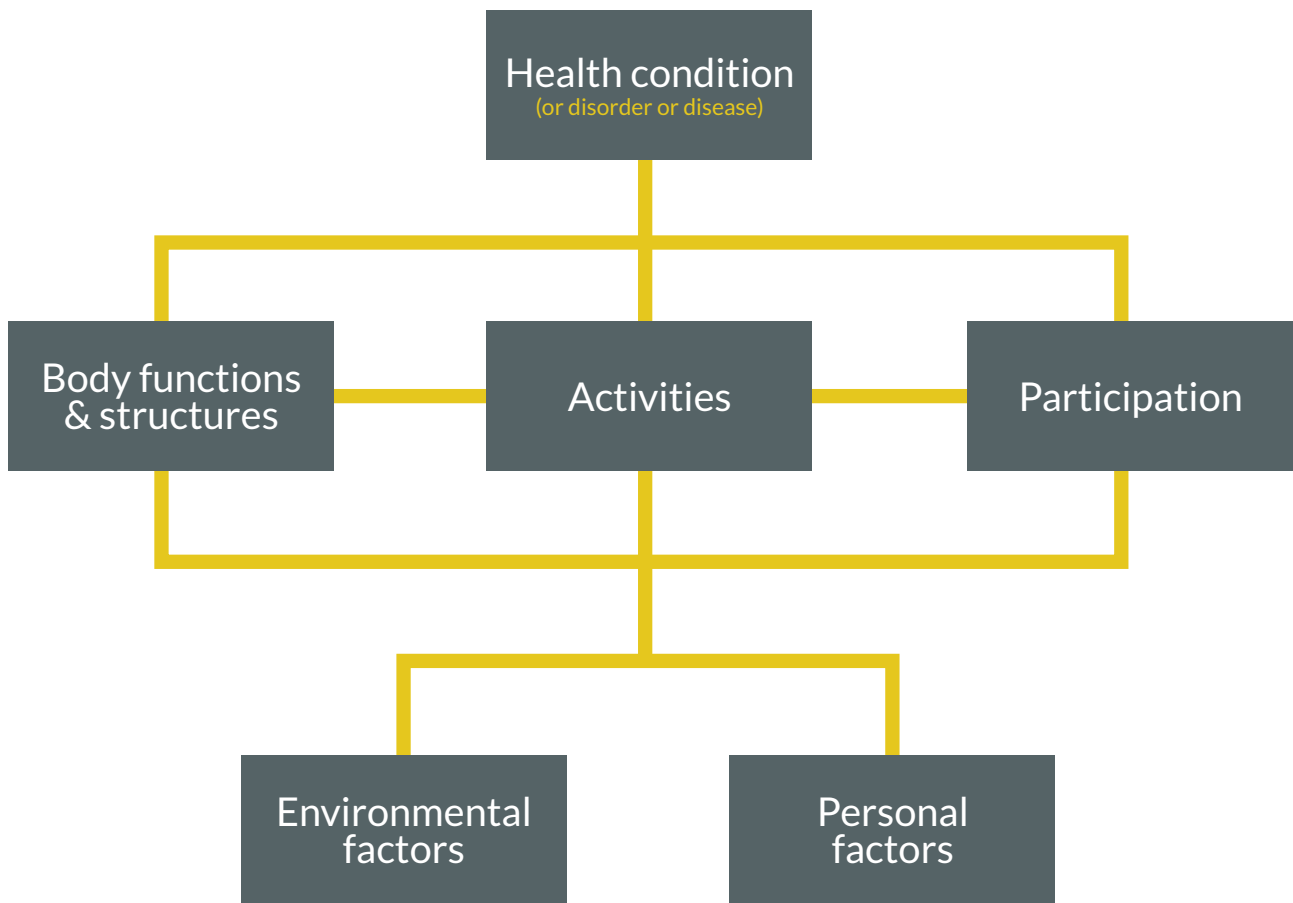 Health condition
(or disorder or disease)
Body functions
& structures
Activities
Participation
Environmental
factors
Personal
factors